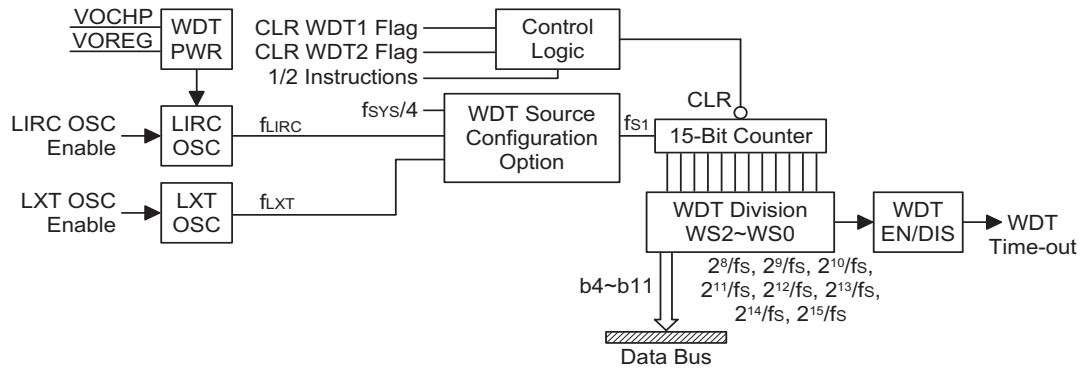 VOCHP
VOREG
WDT
PWR
CLR WDT1 Flag
CLR WDT2 Flag
1/2 Instructions
Control
Logic
CLR
LIRC OSC
Enable
LIRC
OSC
fLIRC
fSYS/4
WDT Source
Configuration
Option
fS1
15-Bit Counter
LXT OSC
Enable
LXT
OSC
fLXT
WDT Division
WS2~WS0
WDT
EN/DIS
WDT
Time-out
b4~b11
2⁸/fS, 2⁹/fS, 2¹⁰/fS,
2¹¹/fS, 2¹²/fS, 2¹³/fS,
2¹⁴/fS, 2¹⁵/fS
Data Bus